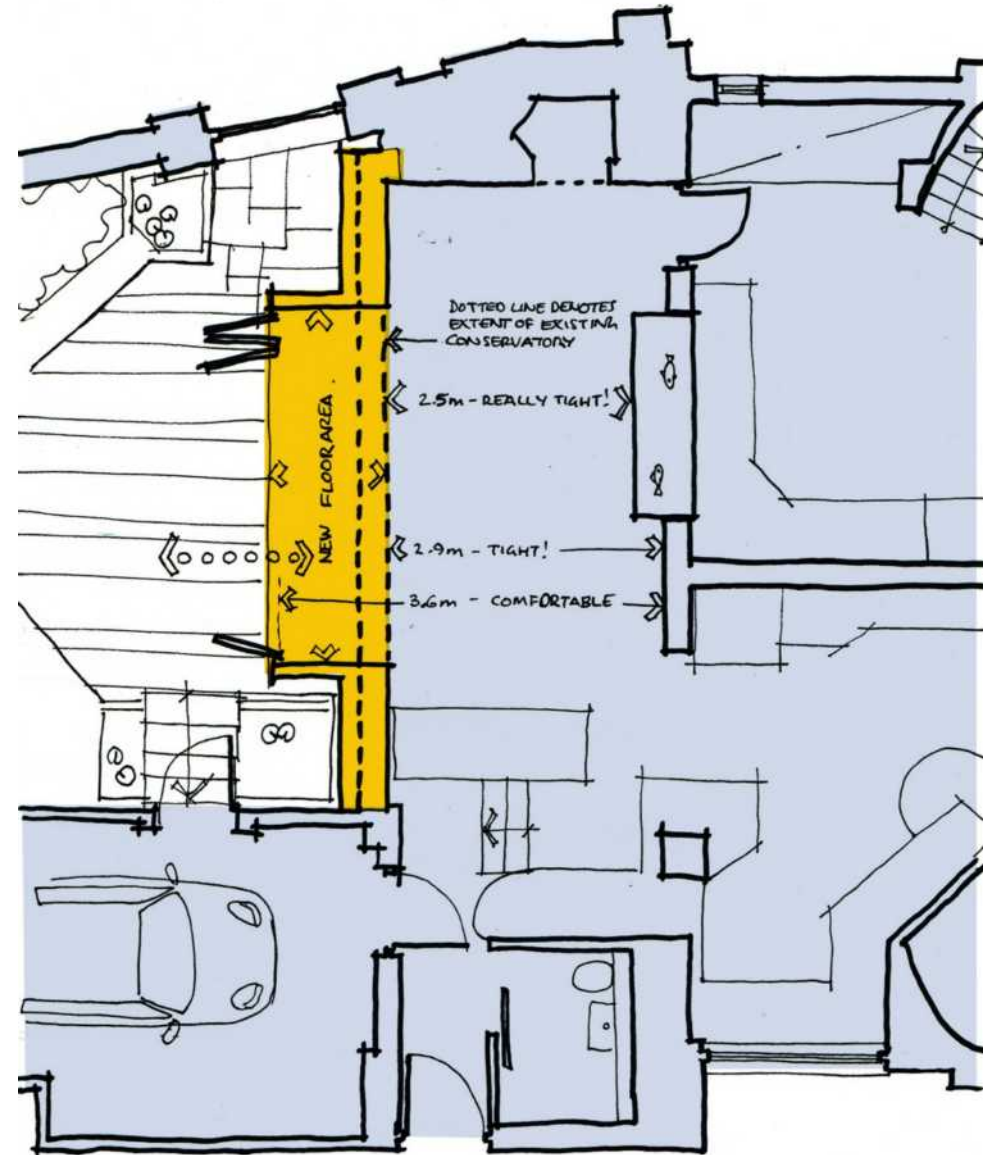 DOTTED LINE DENOTES
EXTENT OF EXISTING
CONSERVATORY
2.5m - REALLY TIGHT!
NEW FLOOR AREA.
2.9m - TIGHT!
3.6m - COMFORTABLE